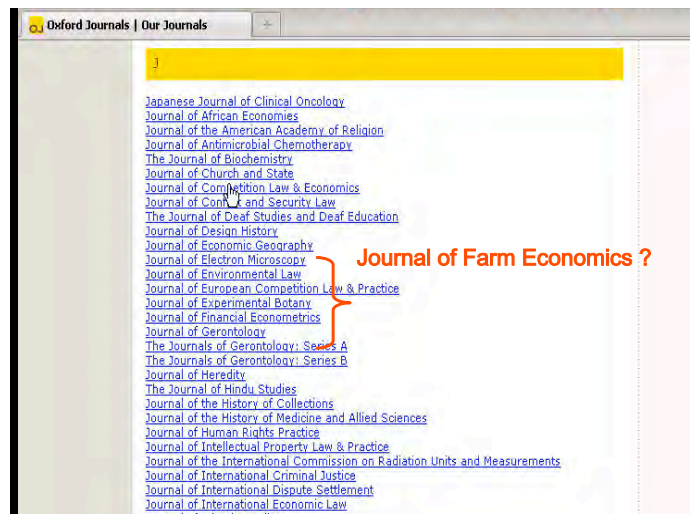 OJ Oxford Journals | Our Journals +
J
Japanese Journal of Clinical Oncology
Journal of African Economies
Journal of the American Academy of Religion
Journal of Antimicrobial Chemotherapy
The Journal of Biochemistry
Journal of Church and State
Journal of Competition Law & Economics
Journal of Conflict and Security Law
The Journal of Deaf Studies and Deaf Education
Journal of Design History
Journal of Economic Geography
Journal of Electron Microscopy
Journal of Farm Economics ?
Journal of Environmental Law
Journal of European Competition Law & Practice
Journal of Experimental Botany
Journal of Financial Econometrics
Journal of Gerontology
The Journals of Gerontology: Series A
The Journals of Gerontology: Series B
Journal of Heredity
The Journal of Hindu Studies
Journal of the History of Collections
Journal of the History of Medicine and Allied Sciences
Journal of Human Rights Practice
Journal of Intellectual Property Law & Practice
Journal of the International Commission on Radiation Units and Measurements
Journal of International Criminal Justice
Journal of International Dispute Settlement
Journal of International Economic Law